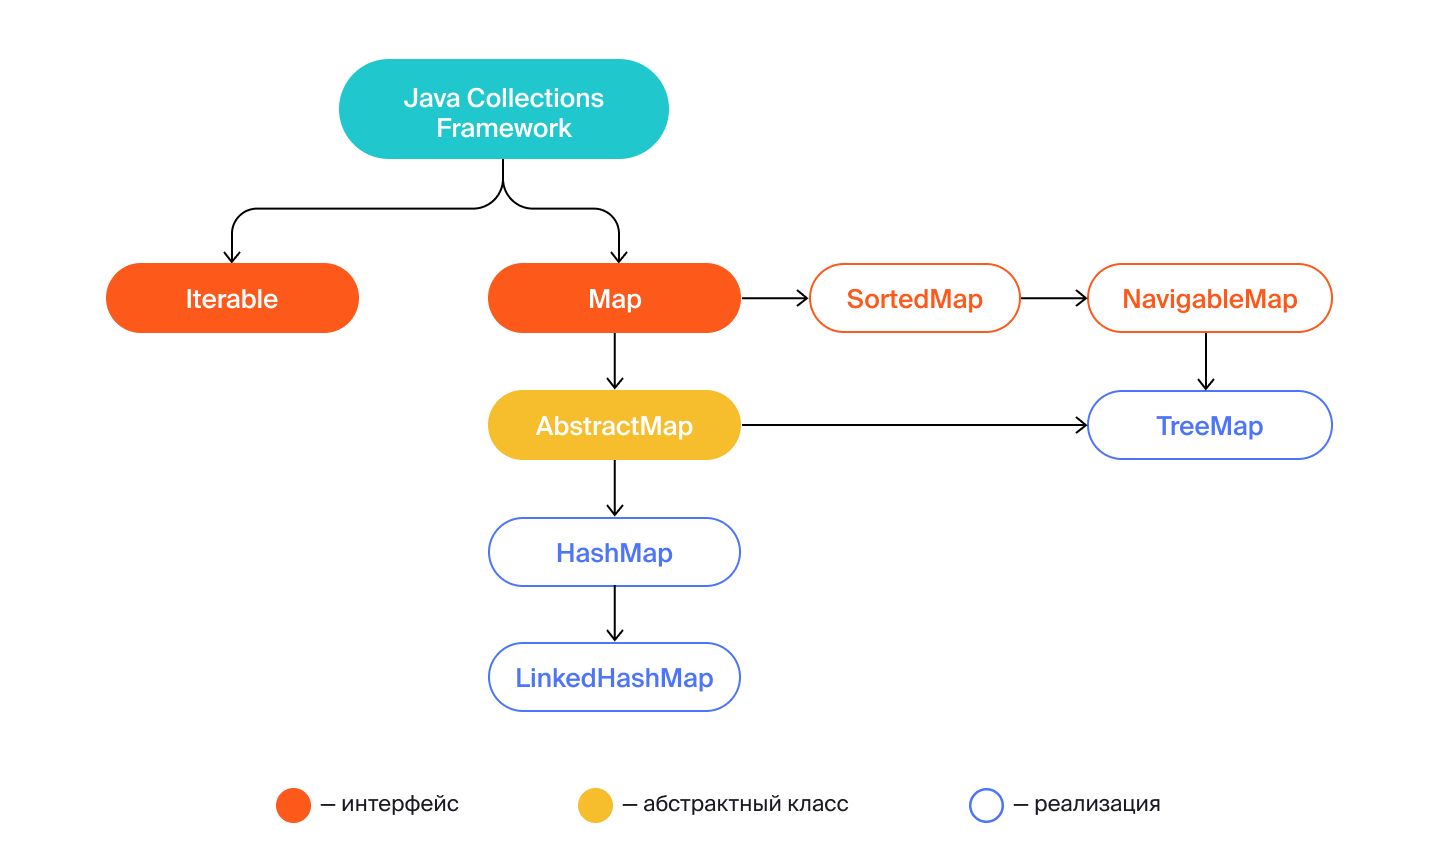 Java Collections
Framework
Iterable
Map
SortedMap
NavigableMap
AbstractMap
TreeMap
HashMap
LinkedHashMap
— интерфейс
— абстрактный класс
— реализация